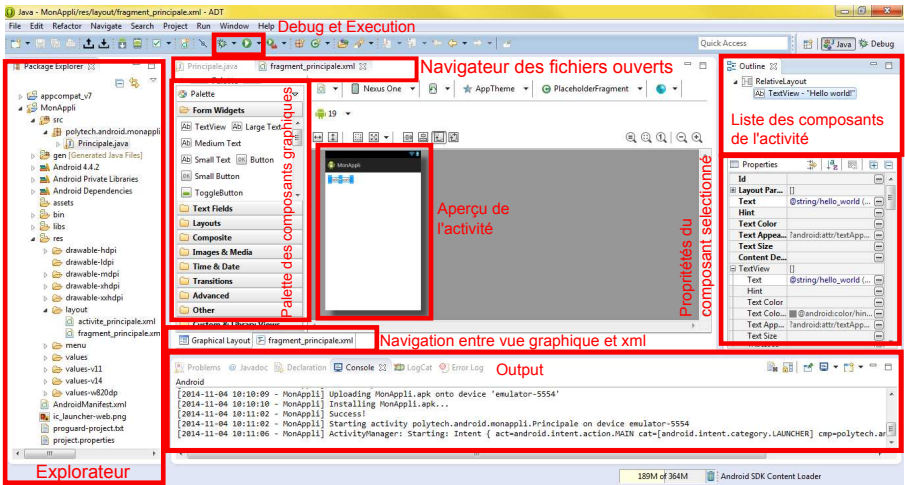 Java - MonAppli/res/layout/fragment_principale.xml - ADT
File Edit Refactor Navigate Search Project Run Window Help
Debug et Execution
Quick Access
Java
Debug
Package Explorer
appcompat_v7
MonAppli
src
polytech.android.monappli
Principale.java
gen [Generated Java Files]
Android 4.4.2
Android Private Libraries
Android Dependencies
assets
bin
libs
res
drawable-hdpi
drawable-ldpi
drawable-mdpi
drawable-xhdpi
drawable-xxhdpi
layout
activite_principale.xml
fragment_principale.xm
menu
values
values-v11
values-v14
values-w820dp
AndroidManifest.xml
ic_launcher-web.png
proguard-project.txt
project.properties
Explorateur
Principale.java
fragment_principale.xml
Navigateur des fichiers ouverts
Palette
Palette
Form Widgets
TextView
Large Text
Medium Text
Small Text
Button
Small Button
ToggleButton
Text Fields
Layouts
Composite
Images & Media
Time & Date
Transitions
Advanced
Other
Custom & Library Views
Palette des composants graphiques
Nexus One
AppTheme
PlaceholderFragment
19
MonAppli
Aperçu de
l'activité
Propritétés du
composant selectionné
Graphical Layout
fragment_principale.xml
Navigation entre vue graphique et xml
Outline
RelativeLayout
TextView - "Hello world!"
Liste des composants
de l'activité
Properties
Id
Layout Par... []
Text @string/hello_world (...
Hint
Text Color
Text Appea... ?android:attr/textApp...
Text Size
Content De...
TextView []
Text @string/hello_world (...
Hint
Text Color
Text Colo... @android:color/hin...
Text App... ?android:attr/textApp...
Text Size
Problems
Javadoc
Declaration
Console
LogCat
Error Log
Output
Android
[2014-11-04 10:10:09 - MonAppli] Uploading MonAppli.apk onto device 'emulator-5554'
[2014-11-04 10:10:10 - MonAppli] Installing MonAppli.apk...
[2014-11-04 10:11:02 - MonAppli] Success!
[2014-11-04 10:11:02 - MonAppli] Starting activity polytech.android.monappli.Principale on device emulator-5554
[2014-11-04 10:11:06 - MonAppli] ActivityManager: Starting: Intent { act=android.intent.action.MAIN cat=[android.intent.category.LAUNCHER] cmp=polytech.an
189M of 364M
Android SDK Content Loader